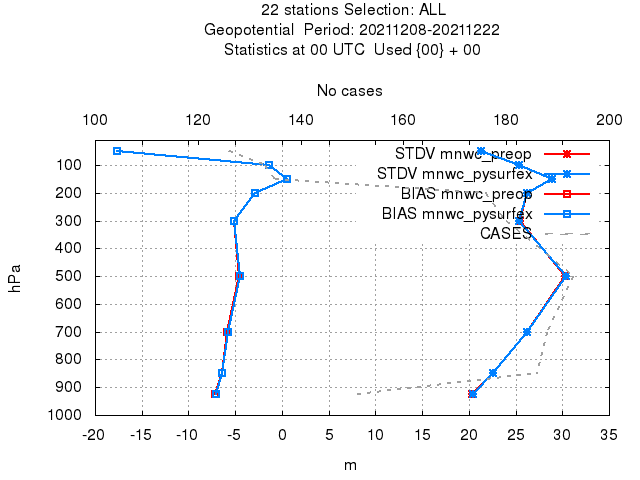 22 stations Selection: ALL
Geopotential  Period: 20211208-20211222
Statistics at 00 UTC  Used {00} + 00
No cases
100 120 140 160 180 200
STDV mnwc_preop
STDV mnwc_pysurfex
BIAS mnwc_preop
BIAS mnwc_pysurfex
CASES
hPa
100
200
300
400
500
600
700
800
900
1000
-20 -15 -10 -5 0 5 10 15 20 25 30 35
m